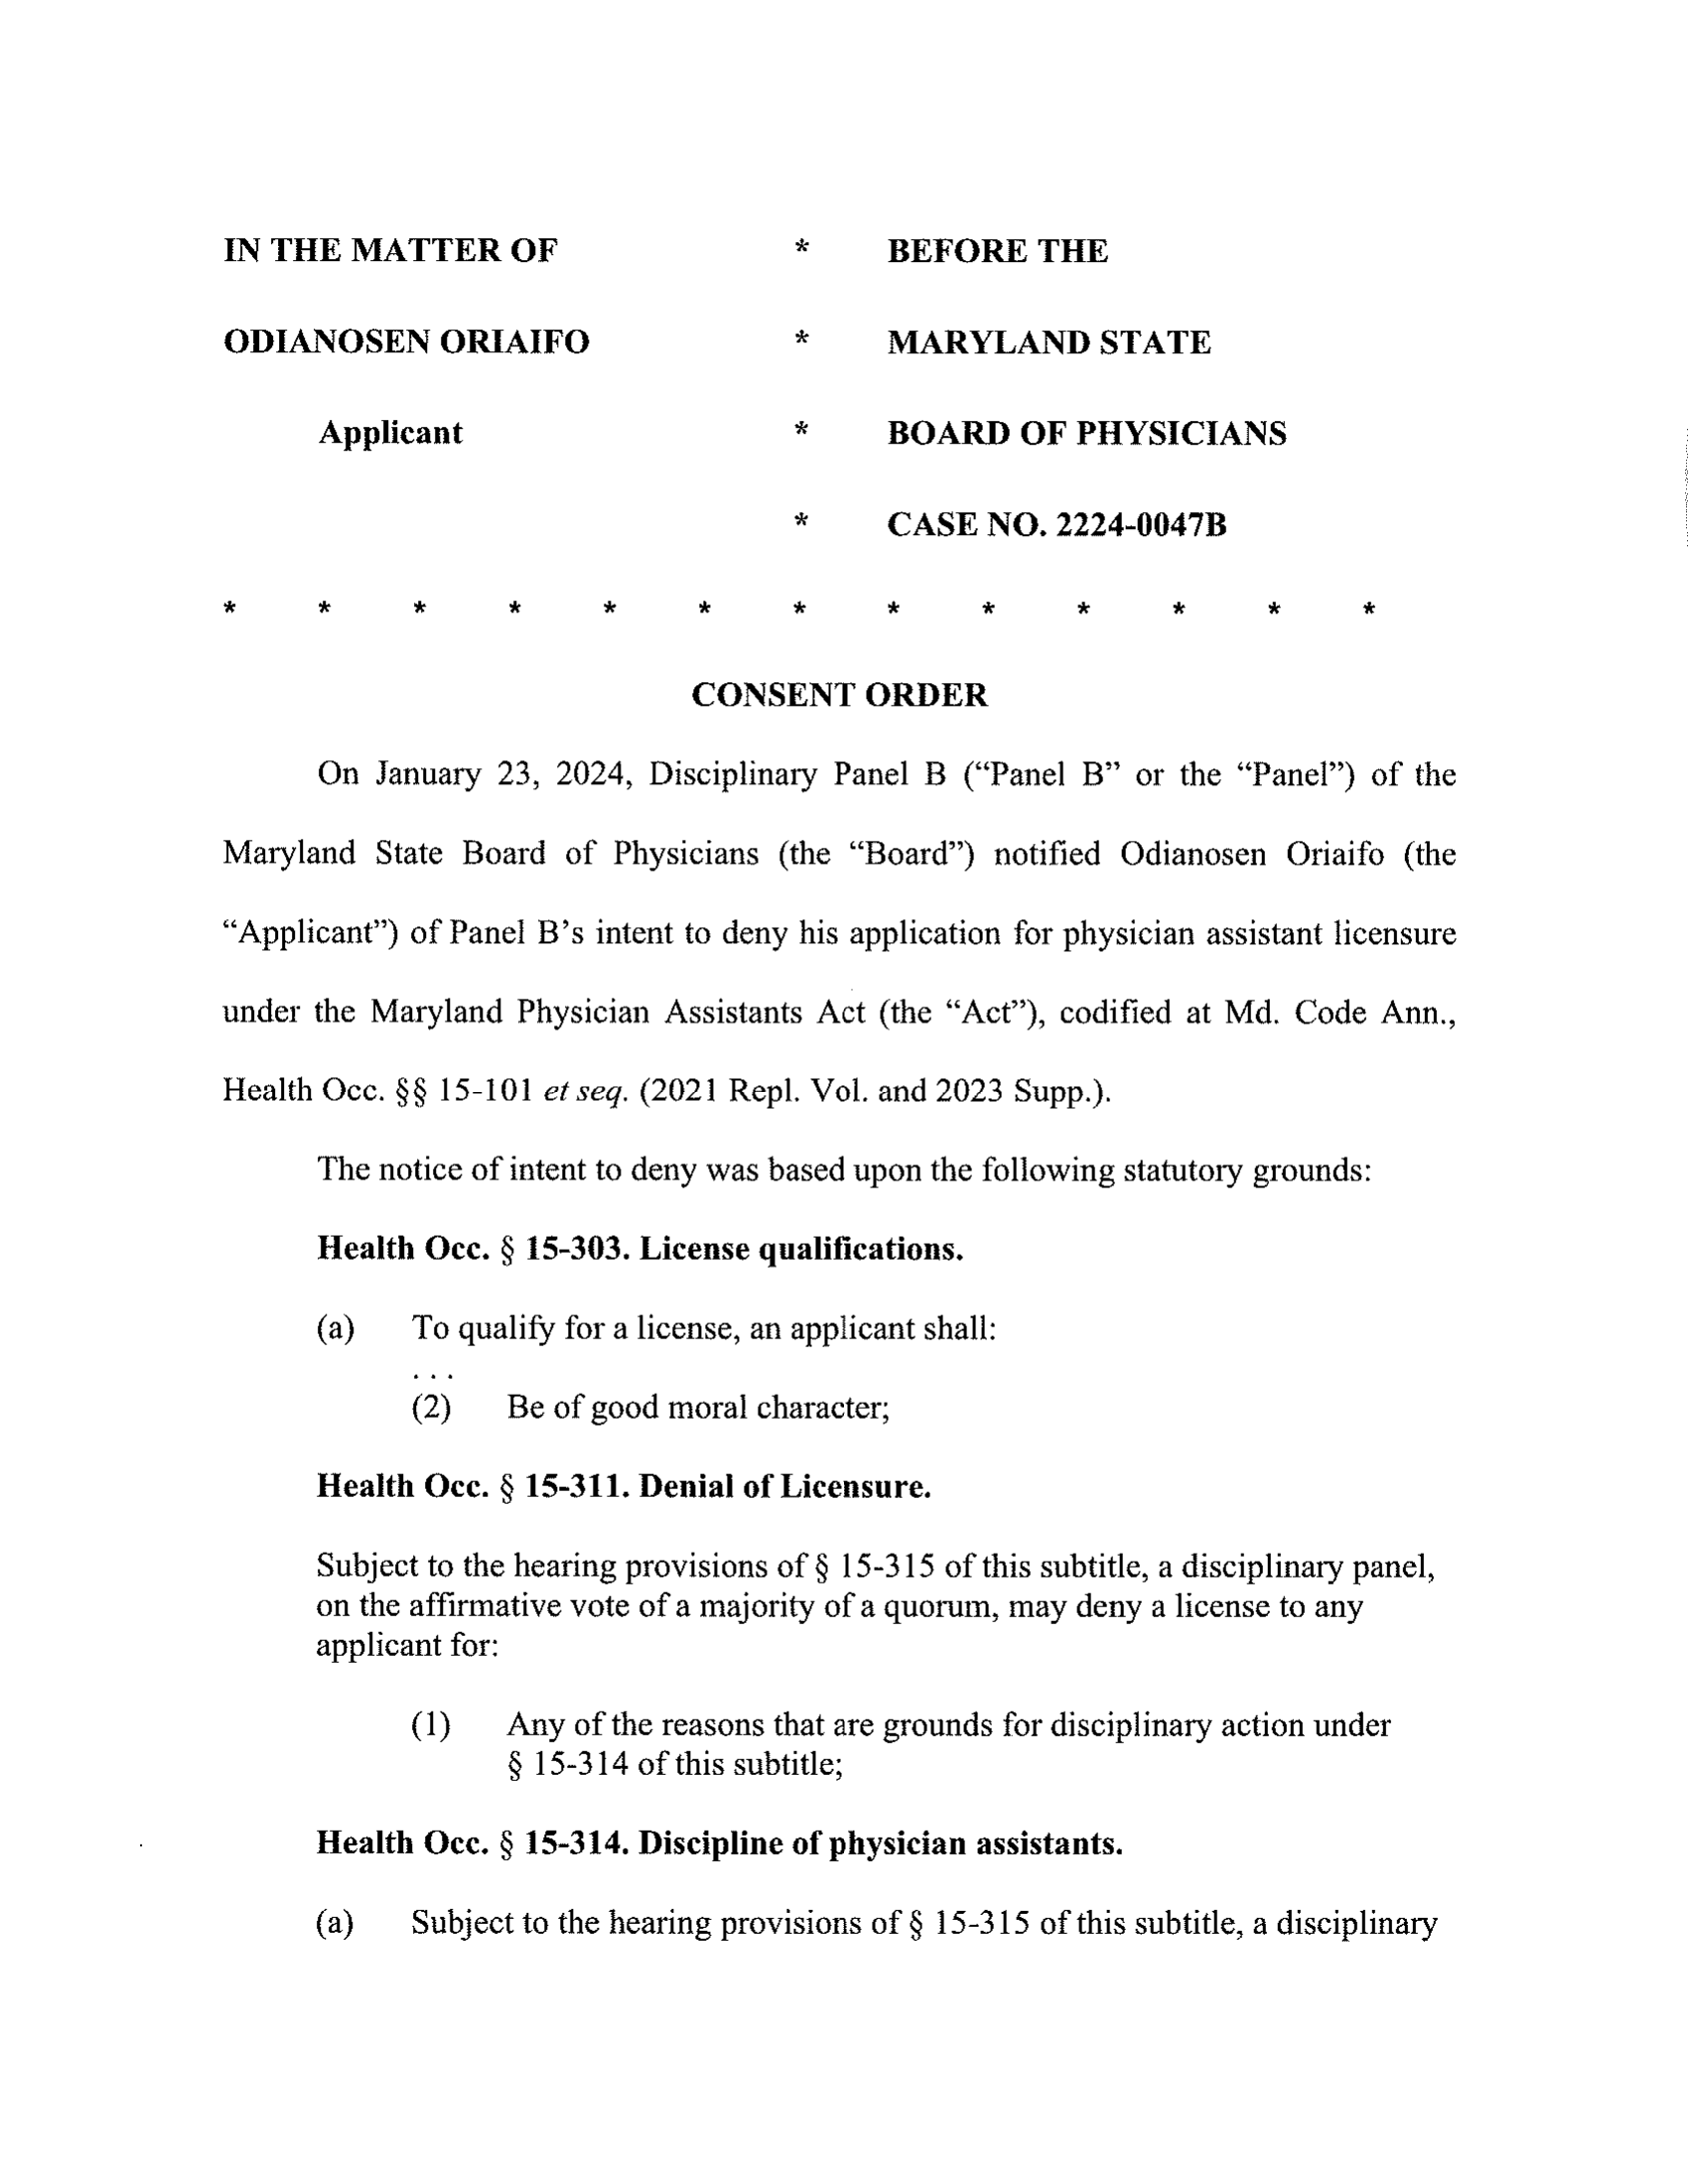 IN THE MATTER OF * BEFORE THE
ODIANOSEN ORIAIFO * MARYLAND STATE
Applicant * BOARD OF PHYSICIANS
* CASE NO. 2224-0047B
* * * * * * * * * * * * *
CONSENT ORDER
On January 23, 2024, Disciplinary Panel B (“Panel B” or the “Panel”) of the
Maryland State Board of Physicians (the “Board”) notified Odianosen Oriaifo (the
“Applicant”) of Panel B’s intent to deny his application for physician assistant licensure
under the Maryland Physician Assistants Act (the “Act”), codified at Md. Code Ann.,
Health Occ. §§ 15-101 et seq. (2021 Repl. Vol. and 2023 Supp.).
The notice of intent to deny was based upon the following statutory grounds:
Health Occ. § 15-303. License qualifications.
(a) To qualify for a license, an applicant shall:
. . .
(2) Be of good moral character;
Health Occ. § 15-311. Denial of Licensure.
Subject to the hearing provisions of § 15-315 of this subtitle, a disciplinary panel,
on the affirmative vote of a majority of a quorum, may deny a license to any
applicant for:
(1) Any of the reasons that are grounds for disciplinary action under
§ 15-314 of this subtitle;
Health Occ. § 15-314. Discipline of physician assistants.
(a) Subject to the hearing provisions of § 15-315 of this subtitle, a disciplinary